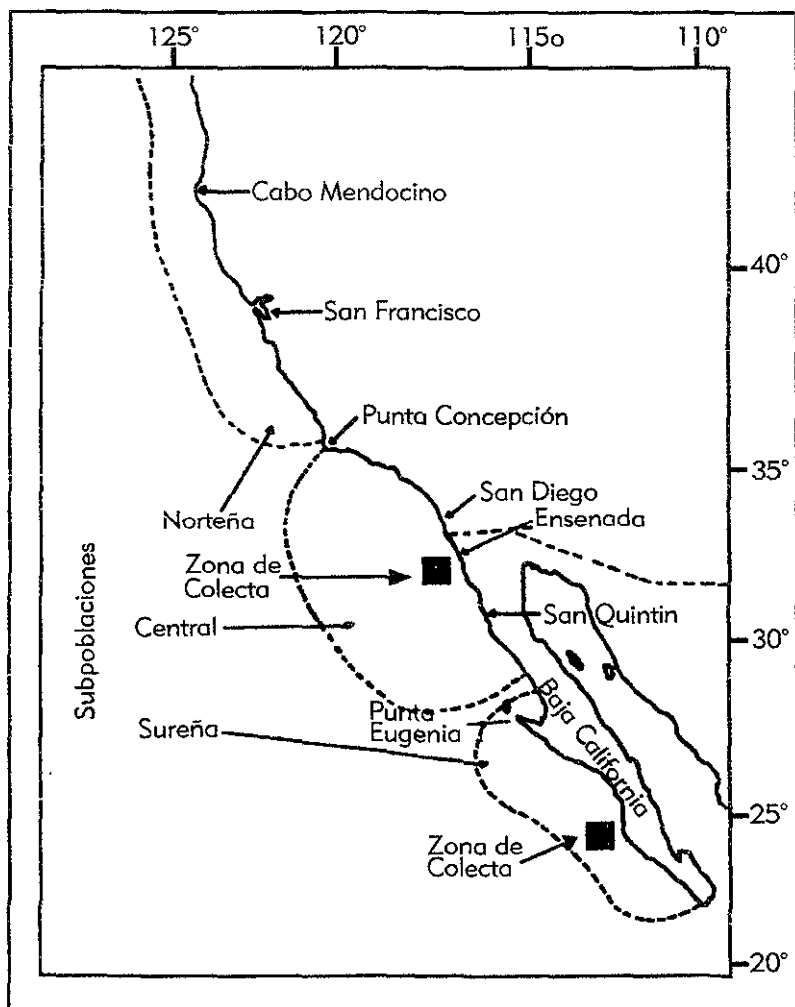 125°
120°
115o
110°
Cabo Mendocino
40°
San Francisco
Punta Concepción
35°
San Diego
Norteña
Ensenada
Zona de
Colecta
San Quintin
Central
30°
Subpoblaciones
Baja California
Punta
Eugenia
Sureña
25°
Zona de
Colecta
20°